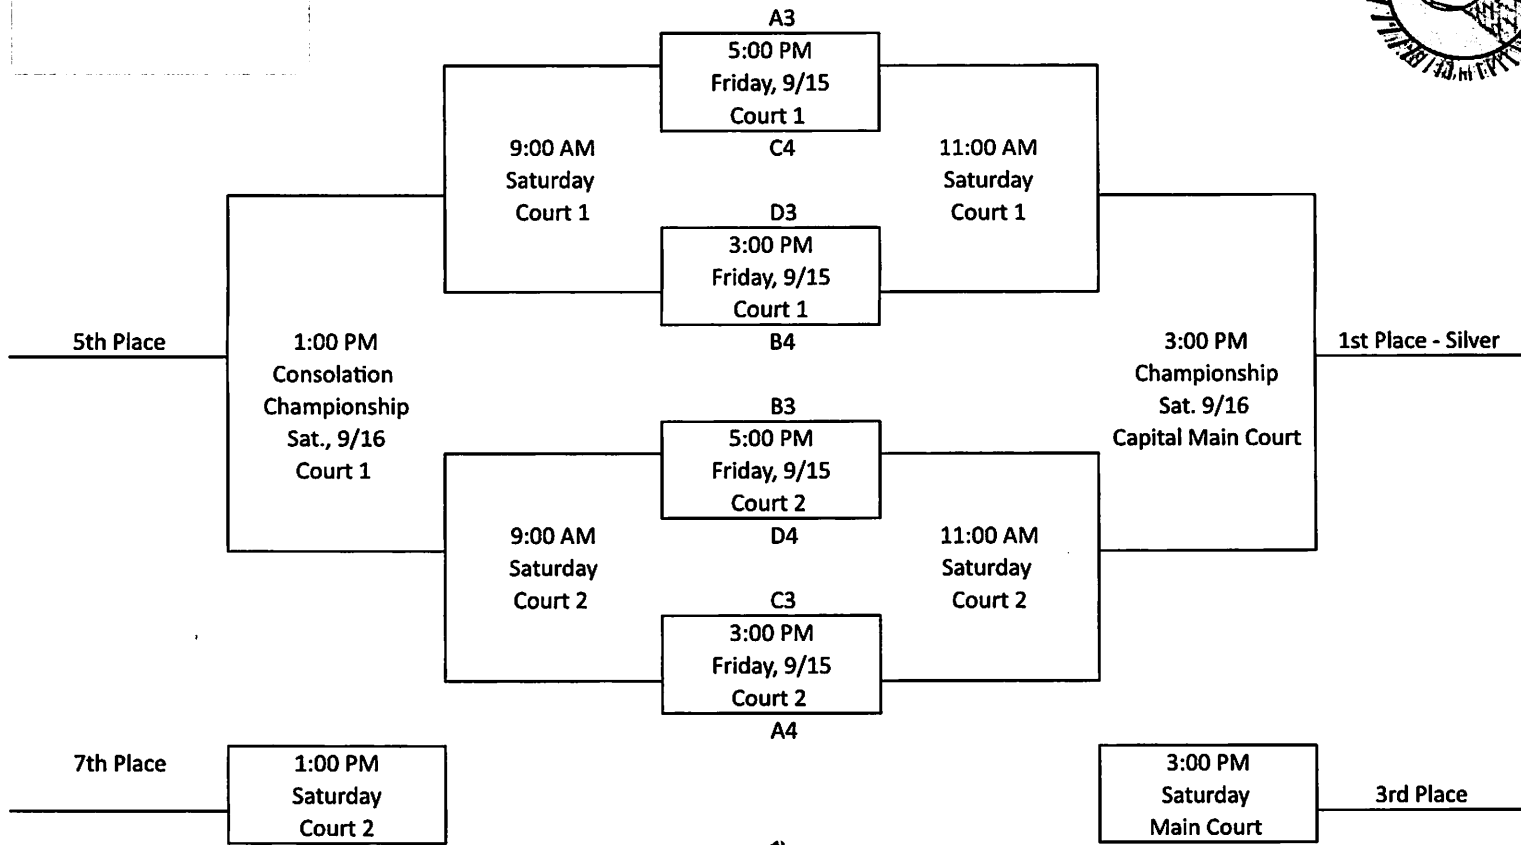 A3
5:00 PM
Friday, 9/15
Court 1
C4
9:00 AM
Saturday
Court 1
11:00 AM
Saturday
Court 1
D3
3:00 PM
Friday, 9/15
Court 1
B4
5th Place
1:00 PM
Consolation
Championship
Sat., 9/16
Court 1
3:00 PM
Championship
Sat. 9/16
Capital Main Court
1st Place - Silver
B3
5:00 PM
Friday, 9/15
Court 2
D4
9:00 AM
Saturday
Court 2
11:00 AM
Saturday
Court 2
C3
3:00 PM
Friday, 9/15
Court 2
A4
7th Place
1:00 PM
Saturday
Court 2
3:00 PM
Saturday
Main Court
3rd Place